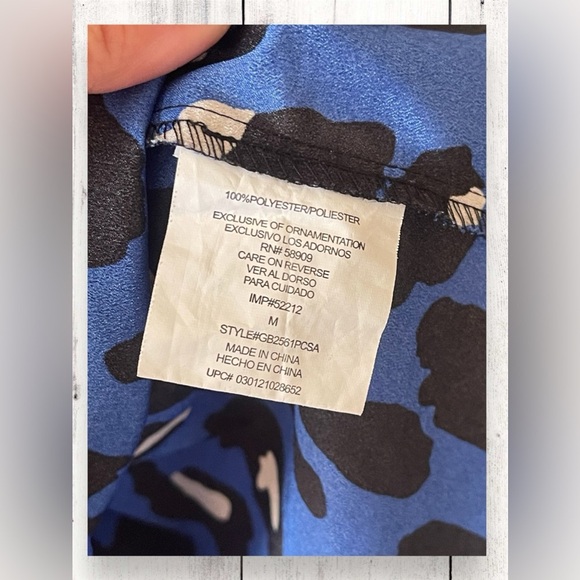 100%POLYESTER/POLIESTER
EXCLUSIVE OF ORNAMENTATION
EXCLUSIVO LOS ADORNOS
RN# 58909
CARE ON REVERSE
VER AL DORSO
PARA CUIDADO
IMP#52212
M
STYLE#GB2561PCSA
MADE IN CHINA
HECHO EN CHINA
UPC# 030121028652